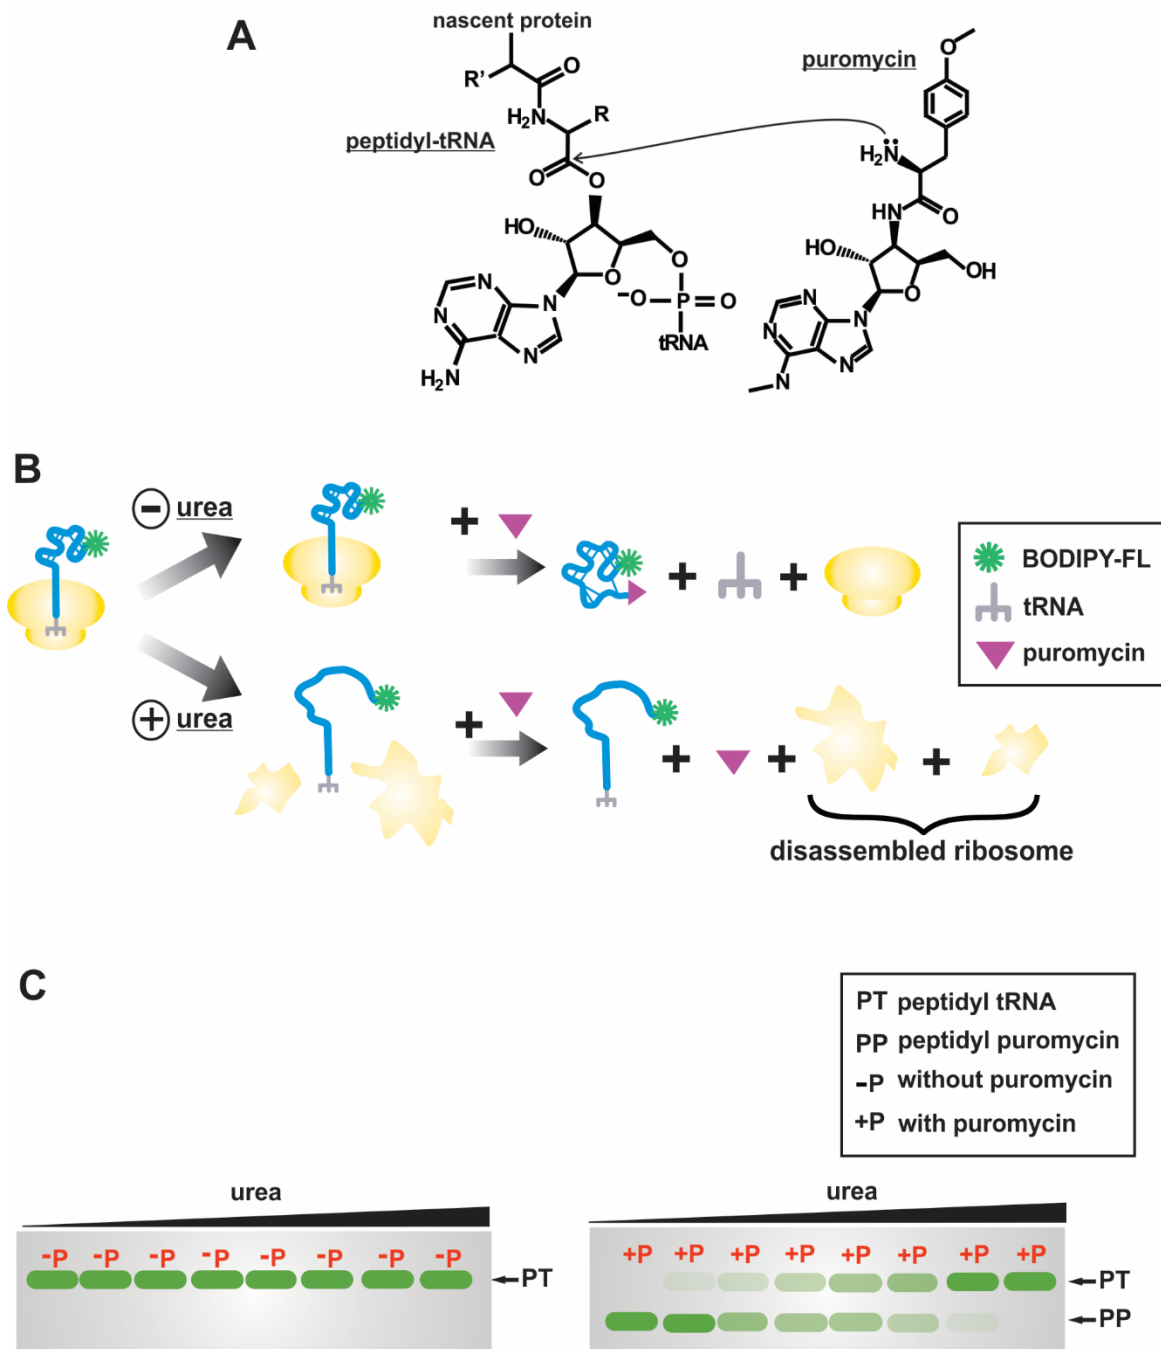 A
nascent protein
R'
O
H₂N
R
peptidyl-tRNA
O
O
HO
O
O
⁻O
P
O
tRNA
N
N
N
N
H₂N
puromycin
O
H₂N
HN
O
HO
O
OH
N
N
N
N
N
B
− urea
+
+
+
BODIPY-FL
tRNA
puromycin
+ urea
+
+
+
+
disassembled ribosome
C
PT peptidyl tRNA
PP peptidyl puromycin
-P without puromycin
+P with puromycin
urea
-P -P -P -P -P -P -P -P
PT
urea
+P +P +P +P +P +P +P +P
PT
PP